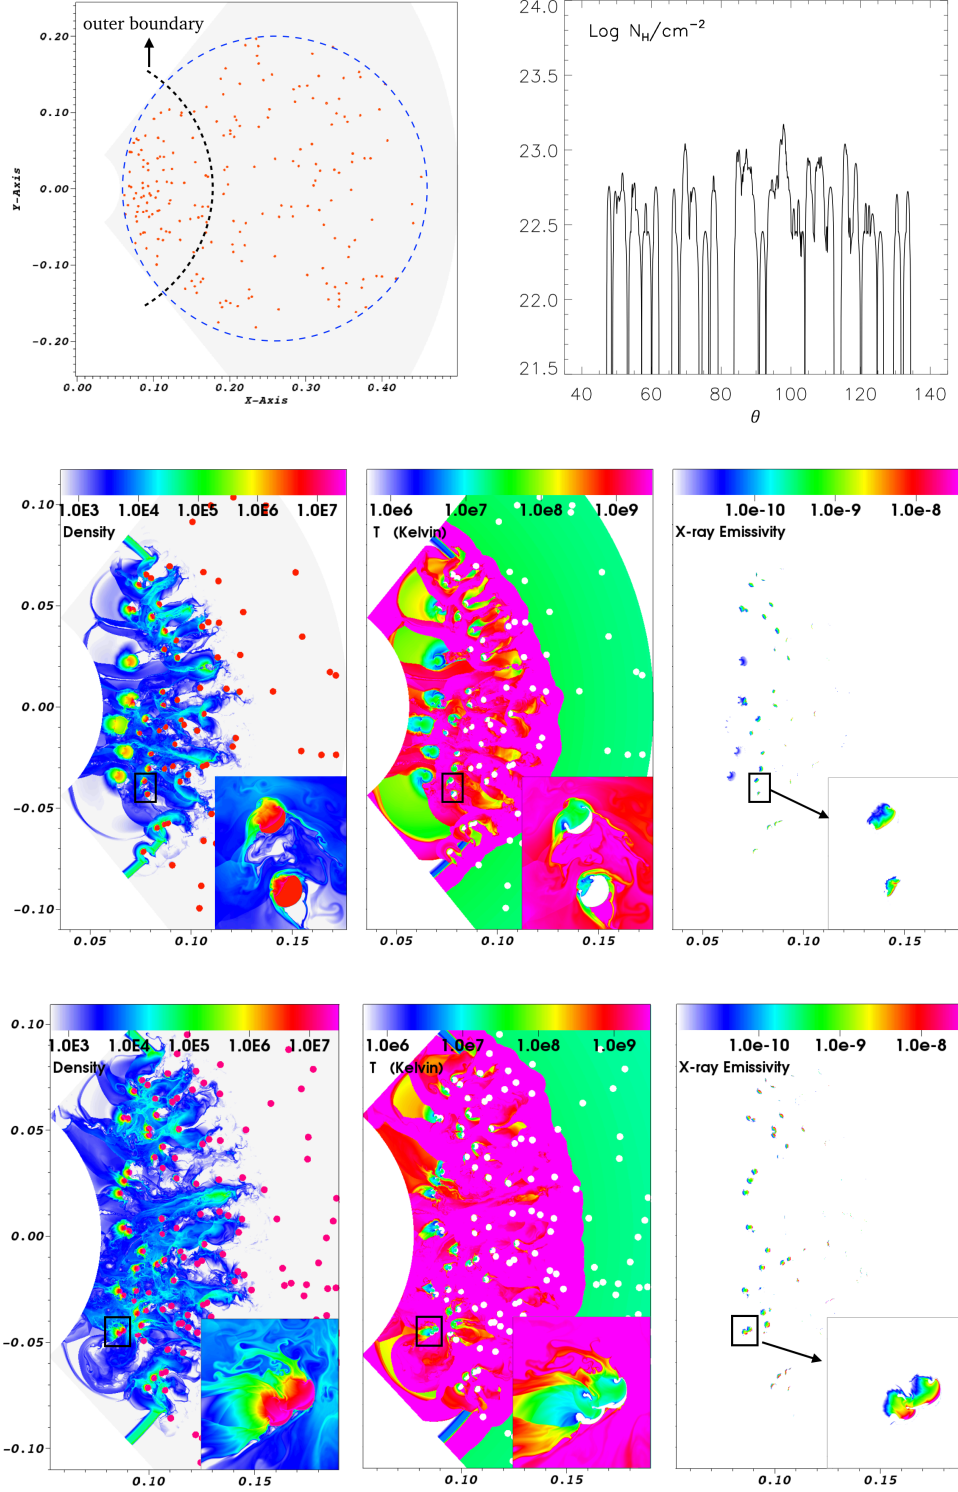 outer boundary
0.20
0.10
0.00
-0.10
-0.20
Y-Axis
0.00 0.10 0.20 0.30 0.40
X-Axis
Log N_H/cm^-2
24.0
23.5
23.0
22.5
22.0
21.5
40 60 80 100 120 140
θ
1.0E3 1.0E4 1.0E5 1.0E6 1.0E7
Density
0.10
0.05
0.00
-0.05
-0.10
0.05 0.10 0.15
1.0e6 1.0e7 1.0e8 1.0e9
T (Kelvin)
0.05 0.10 0.15
1.0e-10 1.0e-9 1.0e-8
X-ray Emissivity
0.05 0.10 0.15
1.0E3 1.0E4 1.0E5 1.0E6 1.0E7
Density
0.10
0.05
0.00
-0.05
-0.10
0.10 0.15
1.0e6 1.0e7 1.0e8 1.0e9
T (Kelvin)
0.10 0.15
1.0e-10 1.0e-9 1.0e-8
X-ray Emissivity
0.10 0.15